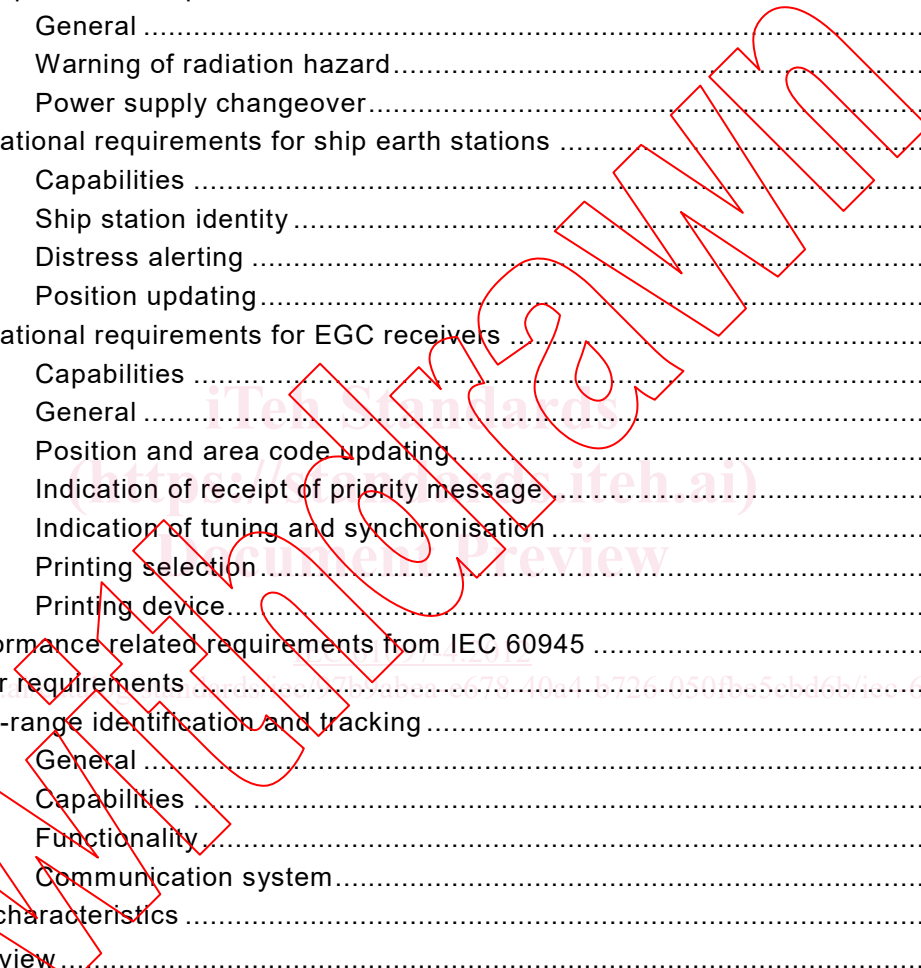 General
Warning of radiation hazard
Power supply changeover
ational requirements for ship earth stations
Capabilities
Ship station identity
Distress alerting
Position updating
ational requirements for EGC receivers
Capabilities
iTeh Standards
General
Position and area code updating
(https://standards.iteh.ai)
Indication of receipt of priority message
Indication of tuning and synchronisation
Document Preview
Printing selection
Printing device
ormance related requirements from IEC 60945
r requirements
-range identification and tracking
General
Capabilities
Functionality
Communication system
characteristics
view
Withdrawn